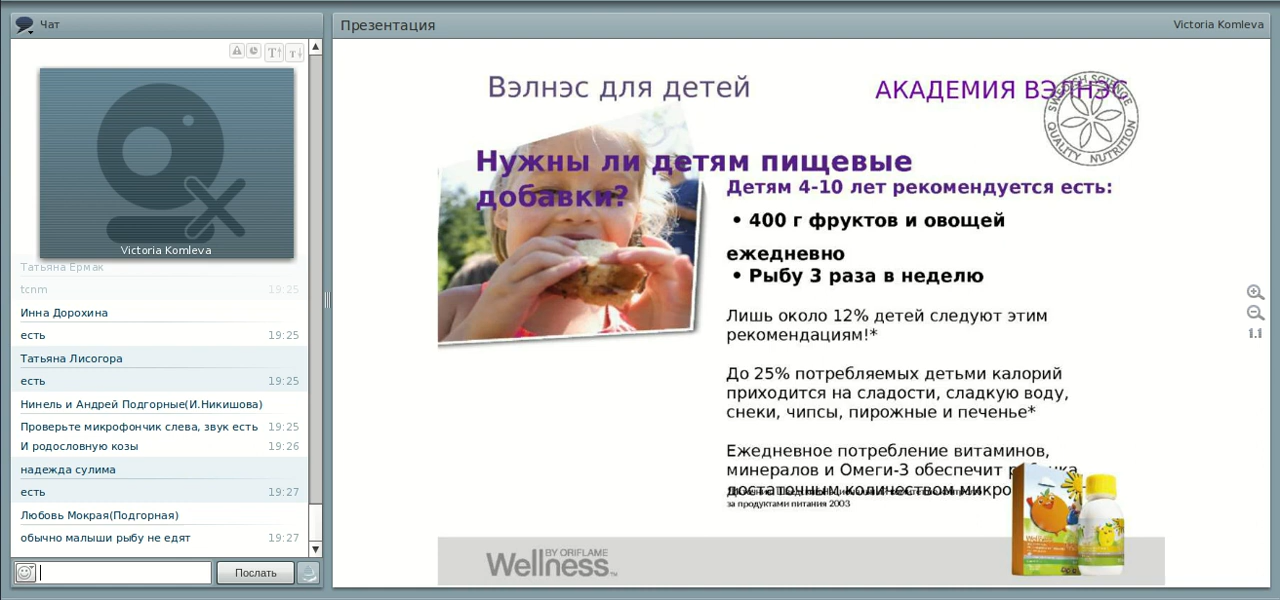 Чат
Victoria Komleva
Татьяна Ермак
tcnm 19:25
Инна Дорохина
есть 19:25
Татьяна Лисогора
есть 19:25
Нинель и Андрей Подгорные(И.Никишова)
Проверьте микрофончик слева, звук есть 19:25
И родословную козы 19:26
надежда сулима
есть 19:27
Любовь Мокрая(Подгорная)
обычно малыши рыбу не едят 19:27
Послать
Презентация
Victoria Komleva
Вэлнэс для детей
АКАДЕМИЯ ВЭЛНЭС
SWEDISH SCIENCE
QUALITY NUTRITION
Нужны ли детям пищевые
добавки?
Детям 4-10 лет рекомендуется есть:
• 400 г фруктов и овощей
ежедневно
• Рыбу 3 раза в неделю
Лишь около 12% детей следуют этим
рекомендациям!*
До 25% потребляемых детьми калорий
приходится на сладости, сладкую воду,
снеки, чипсы, пирожные и печенье*
Ежедневное потребление витаминов,
минералов и Омеги-3 обеспечит
достаточным количеством
за продуктами питания 2003
Wellness BY ORIFLAME ™
1.1